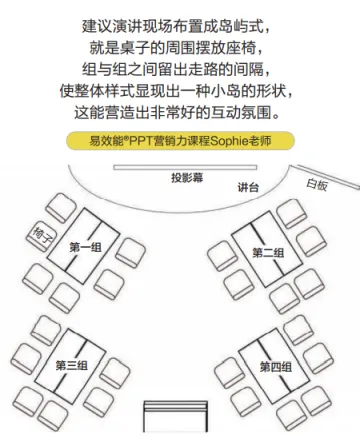 建议演讲现场布置成岛屿式，
就是桌子的周围摆放座椅，
组与组之间留出走路的间隔，
使整体样式显现出一种小岛的形状，
这能营造出非常好的互动氛围。
易效能®PPT营销力课程Sophie老师
投影幕
讲台
白板
椅子
第一组
第二组
第三组
第四组